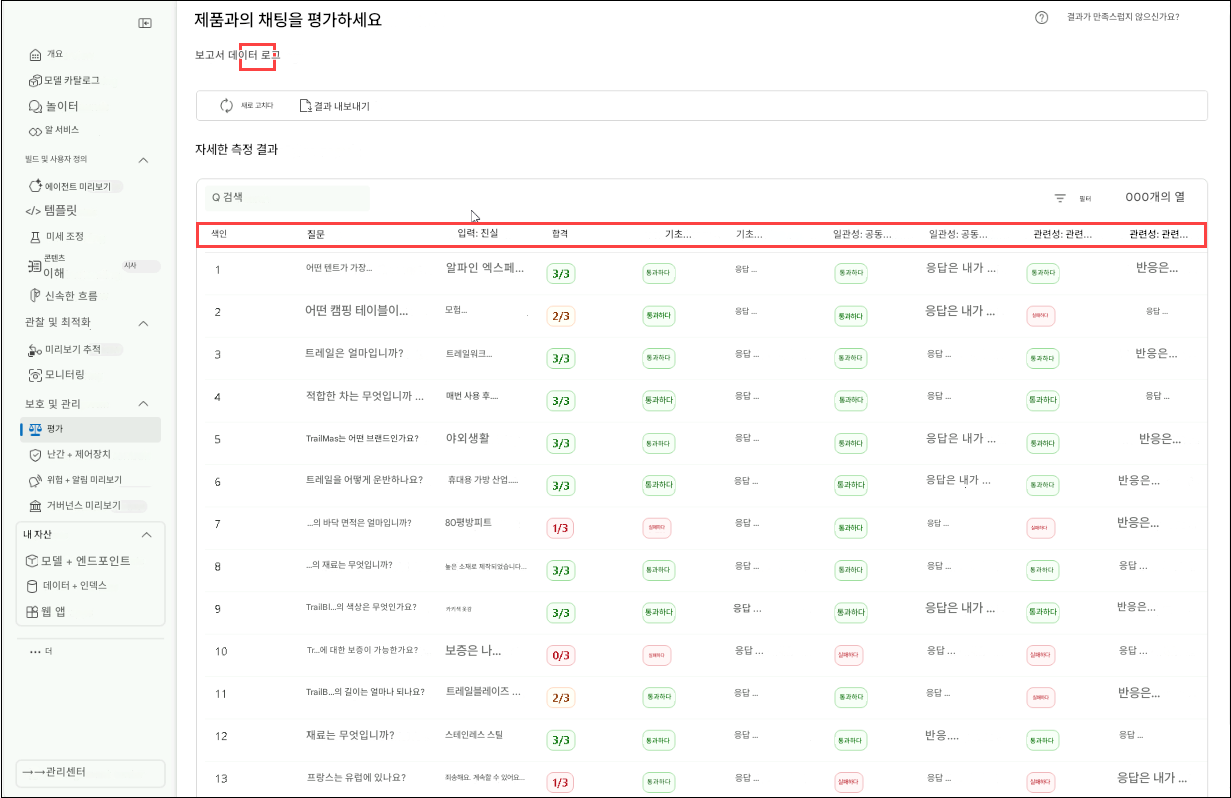 제품과의 채팅을 평가하세요
결과가 만족스럽지 않으신가요?
보고서 데이터 로그
새로 고치다
결과 내보내기
자세한 측정 결과
개요
모델 카탈로그
놀이터
알 서비스
빌드 및 사용자 정의
에이전트 미리보기
</> 템플릿
미세 조정
콘텐츠
이해
시사
신속한 흐름
관찰 및 최적화
미리보기 추적
모니터링
보호 및 관리
평가
난간 + 제어장치
위험 + 알림 미리보기
거버넌스 미리보기
내 자산
모델 + 엔드포인트
데이터 + 인덱스
웹 앱
... 더
→→관리센터
Q 검색
필터
000개의 열
색인 질문 입력: 진실 합격 기초... 기초... 일관성: 공동... 일관성: 공동... 관련성: 관련... 관련성: 관련...
1 어떤 텐트가 가장... 알파인 엑스페... 3/3 통과하다 응답 ... 통과하다 응답은 내가 ... 통과하다 반응은...
2 어떤 캠핑 테이블이... 모험... 2/3 통과하다 응답 ... 통과하다 응답은 내가 ... 실패하다 응답 ...
3 트레일은 얼마입니까? 트레일워크... 3/3 통과하다 응답 ... 통과하다 응답 ... 통과하다 반응은...
4 적합한 차는 무엇입니까 ... 매번 사용 후.... 3/3 통과하다 응답 ... 통과하다 응답 ... 통과하다 응답 ...
5 TrailMas는 어떤 브랜드인가요? 야외생활 3/3 통과하다 응답 ... 통과하다 응답은 내가 ... 통과하다 반응은...
6 트레일을 어떻게 운반하나요? 휴대용 가방 산업..... 3/3 통과하다 응답 ... 통과하다 응답은 내가 ... 통과하다 반응은...
7 ...의 바닥 면적은 얼마입니까? 80평방피트 1/3 실패하다 응답 ... 통과하다 응답 ... 실패하다 반응은...
8 ...의 재료는 무엇입니까? 높은 소재로 제작되었습니다... 3/3 통과하다 응답 ... 통과하다 응답 ... 통과하다 응답 ...
9 TrailBl...의 색상은 무엇인가요? 3/3 통과하다 응답 ... 통과하다 응답은 내가 ... 통과하다 반응은...
10 Tr...에 대한 보증이 가능한가요? 보증은 나... 0/3 실패하다 응답 ... 실패하다 응답 ... 실패하다 응답 ...
11 TrailB...의 길이는 얼마나 되나요? 트레일블레이즈 ... 2/3 통과하다 응답 ... 통과하다 응답 ... 실패하다 반응은...
12 재료는 무엇입니까? 스테인레스 스틸 3/3 통과하다 응답 ... 통과하다 반응.... 통과하다 응답 ...
13 프랑스는 유럽에 있나요? 죄송해요. 계속할 수 있어요... 1/3 통과하다 응답 ... 실패하다 응답 ... 실패하다 응답은 내가 ...